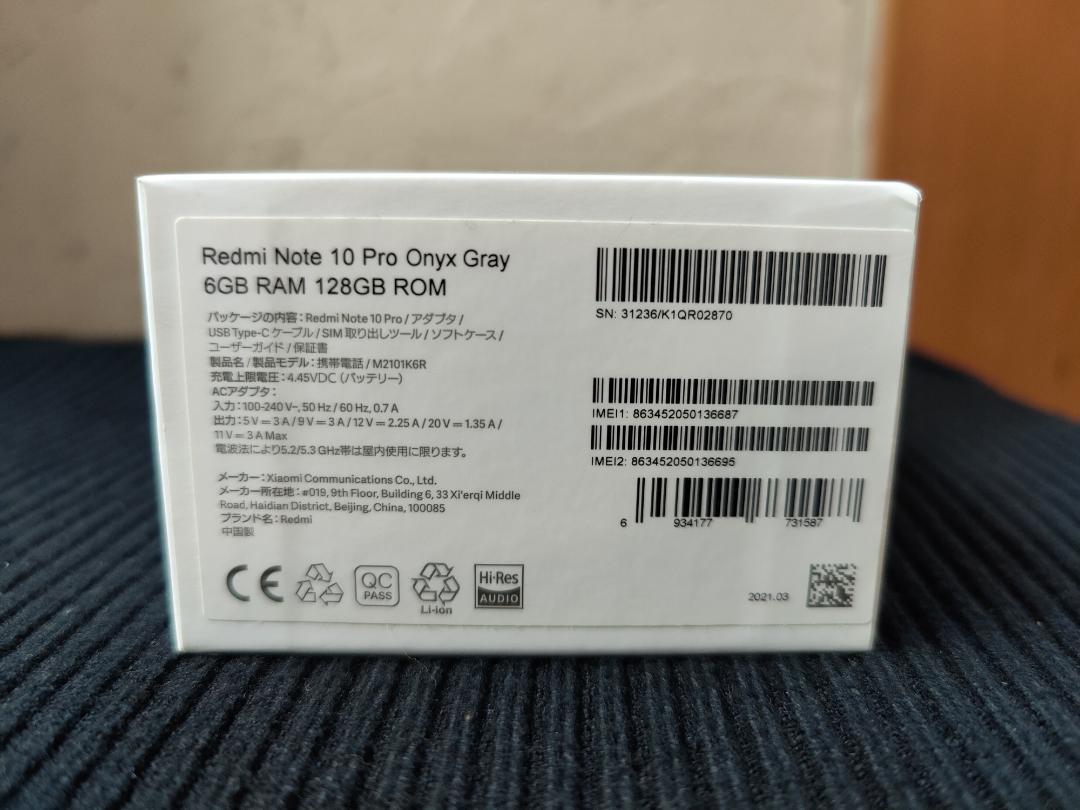 Redmi Note 10 Pro Onyx Gray
6GB RAM 128GB ROM
パッケージの内容：Redmi Note 10 Pro / アダプタ /
USB Type-C ケーブル / SIM 取り出しツール / ソフトケース /
ユーザーガイド / 保証書
製品名 / 製品モデル：携帯電話 / M2101K6R
充電上限電圧：4.45VDC（バッテリー）
ACアダプタ：
入力：100-240 V~, 50 Hz / 60 Hz, 0.7 A
出力：5 V⎓3 A / 9 V⎓3 A / 12 V⎓2.25 A / 20 V⎓1.35 A /
11 V⎓3 A Max
電波法により5.2/5.3 GHz帯は屋内使用に限ります。
メーカー：Xiaomi Communications Co., Ltd.
メーカー所在地：#019, 9th Floor, Building 6, 33 Xi'erqi Middle
Road, Haidian District, Beijing, China, 100085
ブランド名：Redmi
中国製
CE
QC
PASS
Li-ion
Hi-Res
AUDIO
SN: 31236/K1QR02870
IMEI1: 863452050136687
IMEI2: 863452050136695
6 934177 731587
2021.03